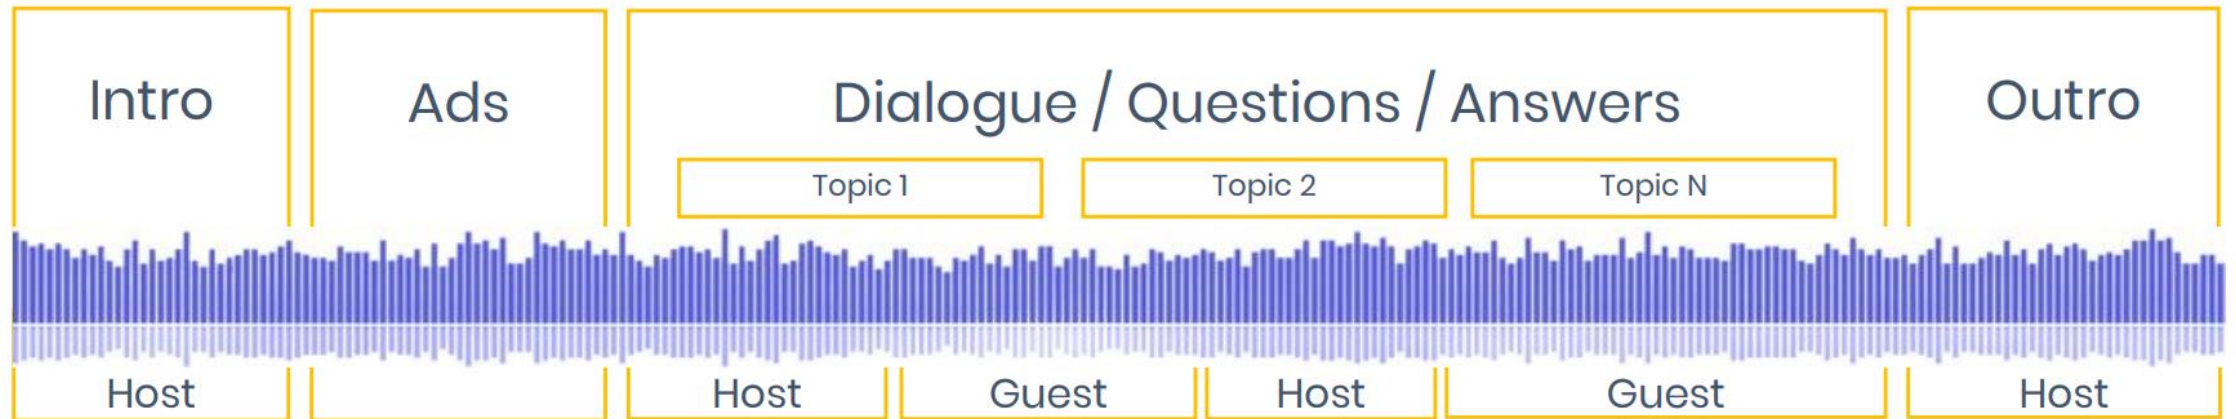 Intro
Ads
Dialogue / Questions / Answers
Outro
Topic 1
Topic 2
Topic N
Host
Host
Guest
Host
Guest
Host